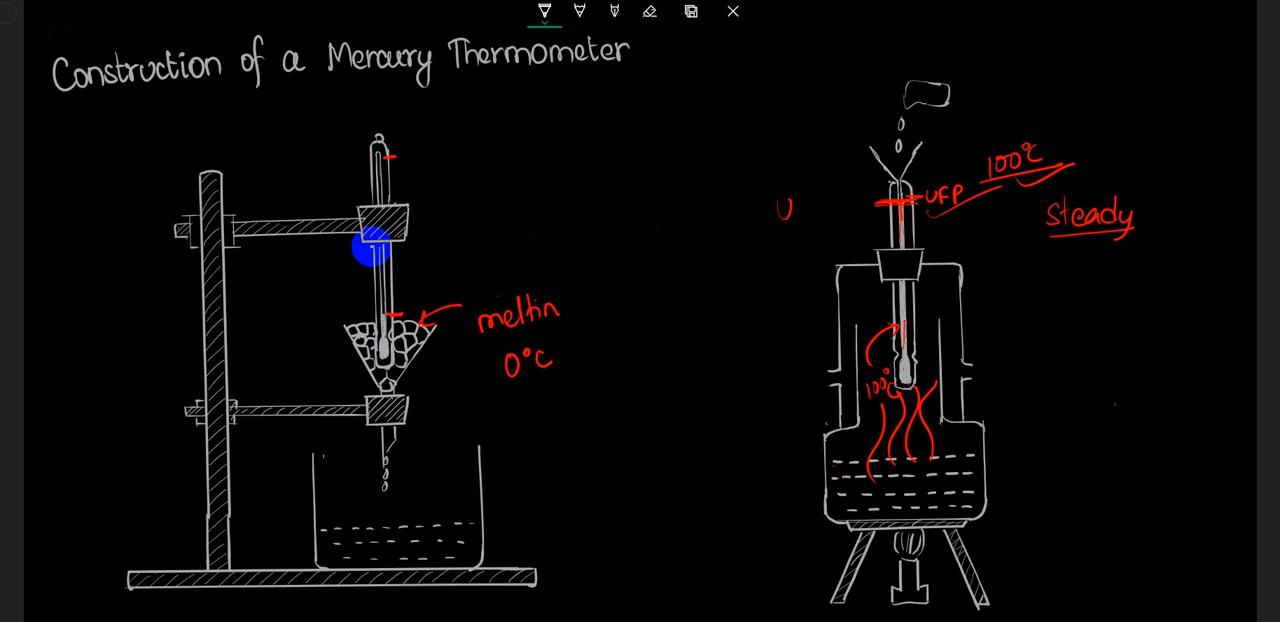 Construction of a Mercury Thermometer
meltin
0°C
U
UFP
100°C
Steady
100°C